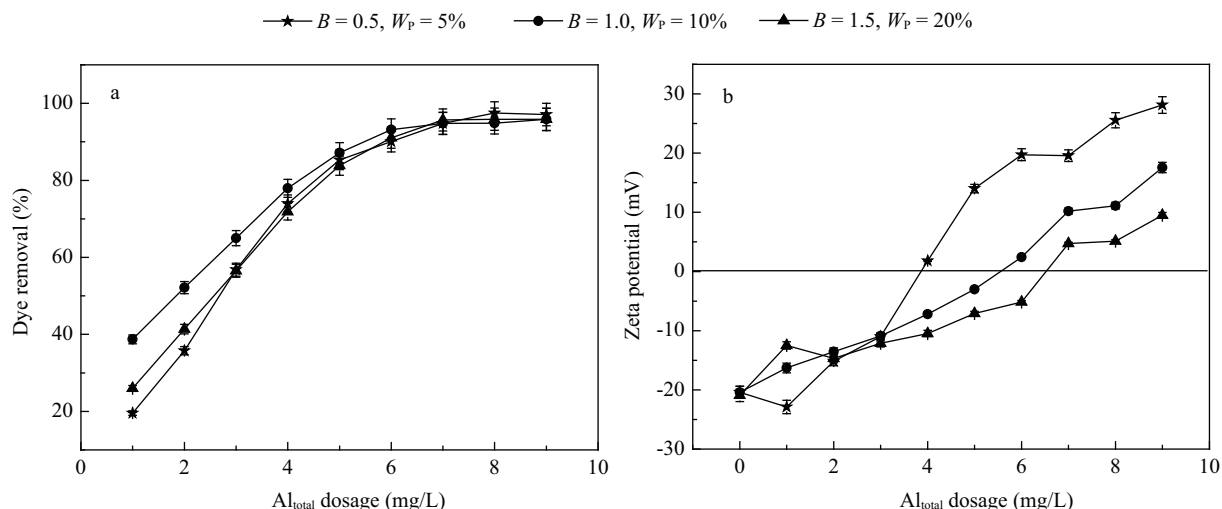 B = 0.5, WP = 5% B = 1.0, WP = 10% B = 1.5, WP = 20%
a
Dye removal (%)
100
80
60
40
20
0 2 4 6 8 10
Altotal dosage (mg/L)
b
Zeta potential (mV)
30
20
10
0
-10
-20
-30
0 2 4 6 8 10
Altotal dosage (mg/L)